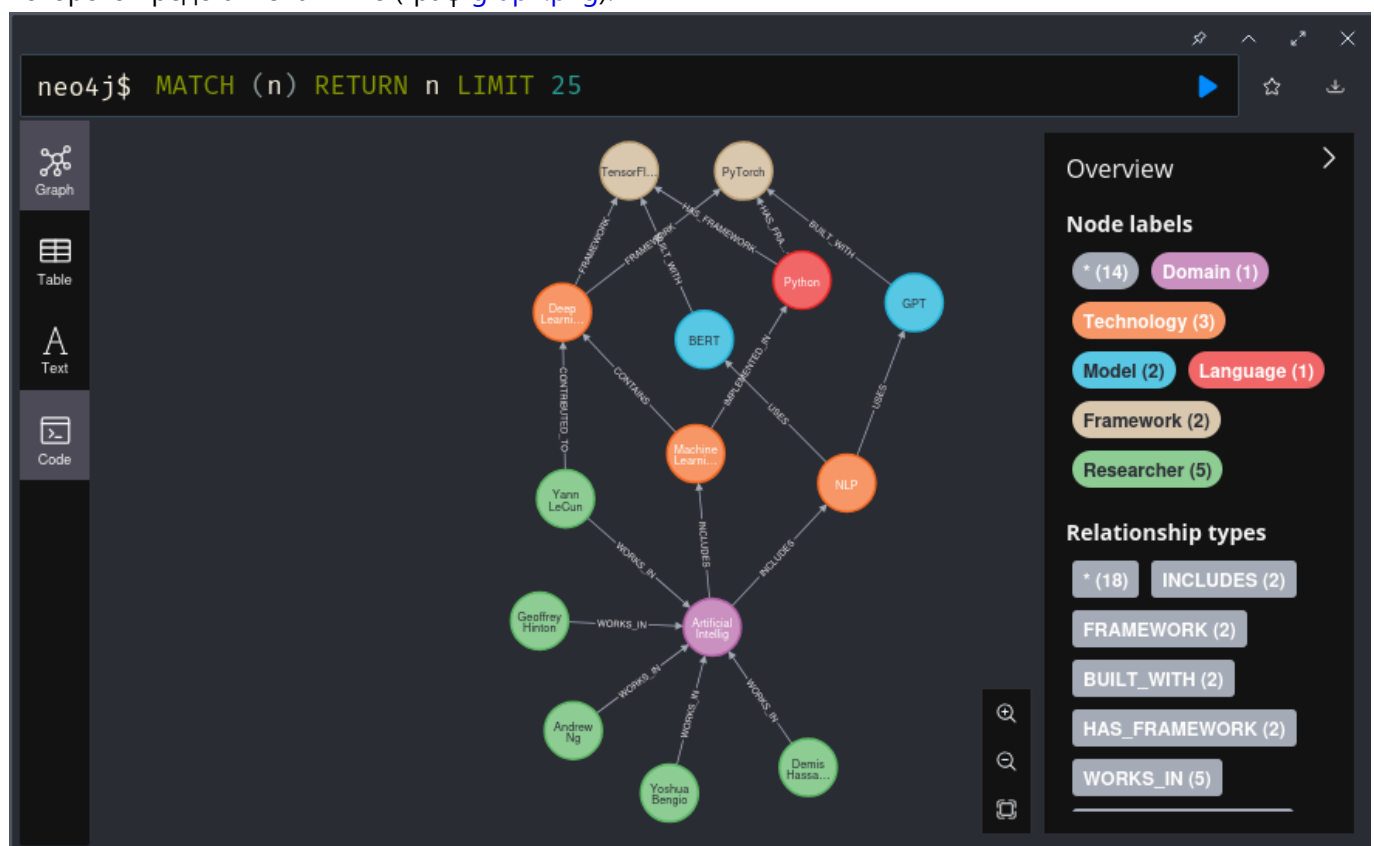 neo4j$ MATCH (n) RETURN n LIMIT 25
Graph
Table
Text
Code
TensorFl...
PyTorch
HAS_FRAMEWORK
HAS_FRA...
BUILT_WITH
FRAMEWORK
FRAMEWORK
BUILT_WITH
Python
GPT
Deep
Learni...
BERT
CONTRIBUTED_TO
CONTAINS
IMPLEMENTED_IN
USES
USES
Machine
Learni...
NLP
Yann
LeCun
WORKS_IN
INCLUDES
INCLUDES
Geoffrey
Hinton
WORKS_IN
Artificial
Intellig
WORKS_IN
WORKS_IN
WORKS_IN
Andrew
Ng
Yoshua
Bengio
Demis
Hassa...
Overview
Node labels
* (14) Domain (1)
Technology (3)
Model (2) Language (1)
Framework (2)
Researcher (5)
Relationship types
* (18) INCLUDES (2)
FRAMEWORK (2)
BUILT_WITH (2)
HAS_FRAMEWORK (2)
WORKS_IN (5)